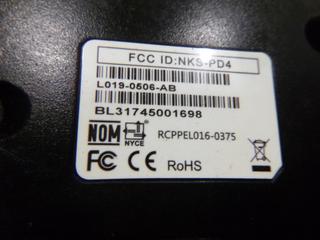 FCC ID:NKS-PD4
L019-0506-AB
BL31745001698
NOM NYCE RCPPEL016-0375
FC CE RoHS